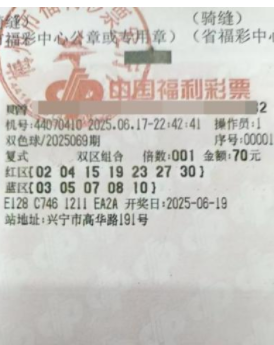 （骑缝）
省福彩中心公章或专用章）（省福彩中心
中国福利彩票
2
机号:44070410 2025.06.17-22:42:41 操作员:1
双色球/2025069期 序号:00001
复式 双区组合 倍数:001 金额:70元
红区[02 04 15 19 23 27 30]
蓝区[03 05 07 08 10]
E128 C746 1211 EA2A 开奖日:2025-06-19
站地址:兴宁市高华路191号